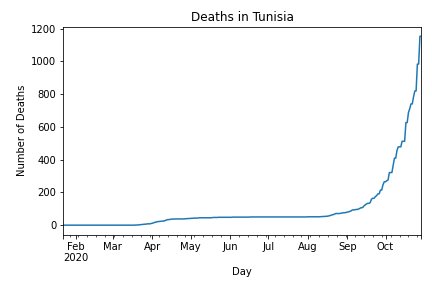 Deaths in Tunisia
1200
1000
800
600
400
200
0
Number of Deaths
Feb Mar Apr May Jun Jul Aug Sep Oct
2020
Day